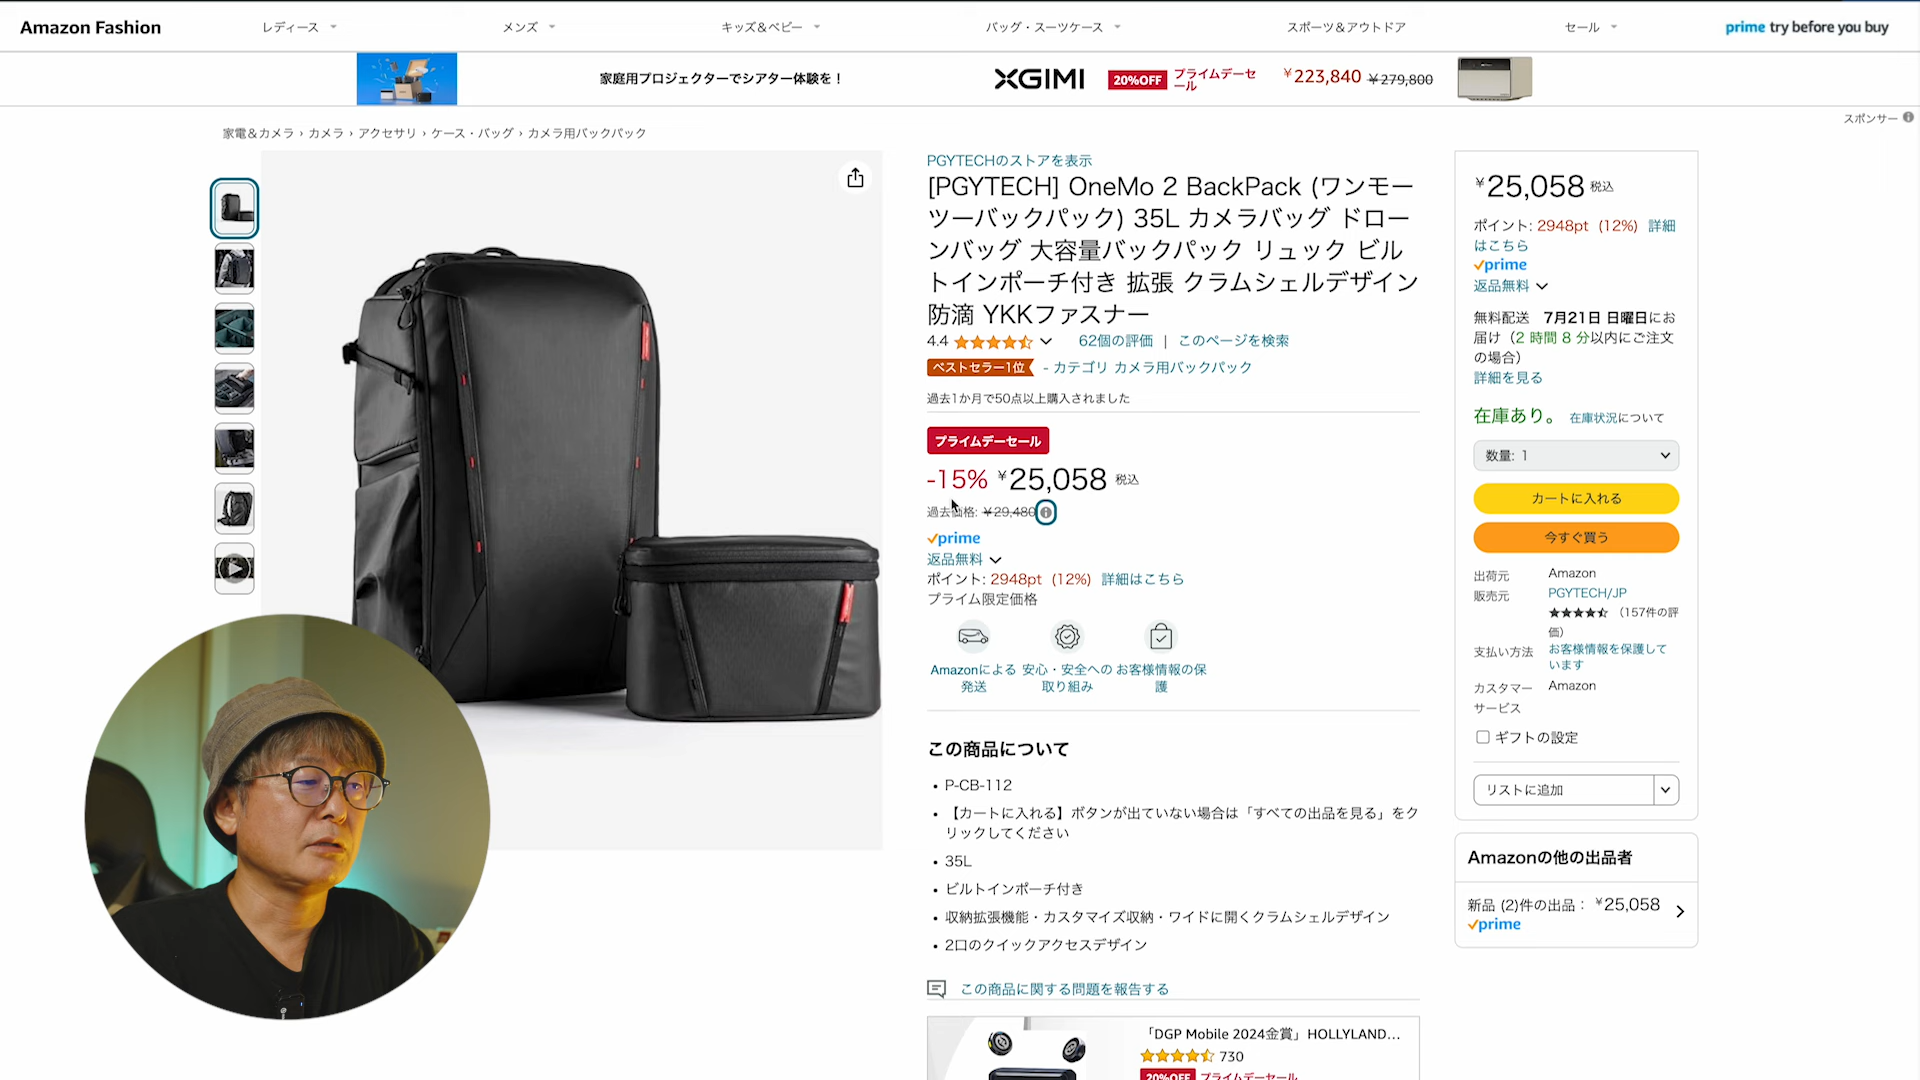 Amazon Fashion
レディース
メンズ
キッズ＆ベビー
バッグ・スーツケース
スポーツ＆アウトドア
セール
prime try before you buy
家庭用プロジェクターでシアター体験を！
XGIMI
20%OFF
プライムデーセール
¥223,840 ¥279,800
スポンサー
家電＆カメラ › カメラ › アクセサリ › ケース・バッグ › カメラ用バックパック
PGYTECHのストアを表示
[PGYTECH] OneMo 2 BackPack (ワンモー
ツーバックパック) 35L カメラバッグ ドロー
ンバッグ 大容量バックパック リュック ビル
トインポーチ付き 拡張 クラムシェルデザイン
防滴 YKKファスナー
4.4
62個の評価 | このページを検索
ベストセラー1位 - カテゴリ カメラ用バックパック
過去1か月で50点以上購入されました
プライムデーセール
-15% ¥25,058 税込
過去価格: ¥29,480
prime
返品無料
ポイント: 2948pt (12%) 詳細はこちら
プライム限定価格
Amazonによる
発送
安心・安全への
取り組み
お客様情報の保
護
この商品について
P-CB-112
【カートに入れる】ボタンが出ていない場合は「すべての出品を見る」をク
リックしてください
35L
ビルトインポーチ付き
収納拡張機能・カスタマイズ収納・ワイドに開くクラムシェルデザイン
2口のクイックアクセスデザイン
この商品に関する問題を報告する
「DGP Mobile 2024金賞」HOLLYLAND...
730
20%OFF プライムデーセール
¥25,058 税込
ポイント: 2948pt (12%) 詳細
はこちら
prime
返品無料
無料配送 7月21日 日曜日にお
届け（2 時間 8 分以内にご注文
の場合）
詳細を見る
在庫あり。 在庫状況について
数量: 1
カートに入れる
今すぐ買う
出荷元 Amazon
販売元 PGYTECH/JP
（157件の評
価）
支払い方法 お客様情報を保護して
います
カスタマー Amazon
サービス
ギフトの設定
リストに追加
Amazonの他の出品者
新品 (2)件の出品： ¥25,058
prime